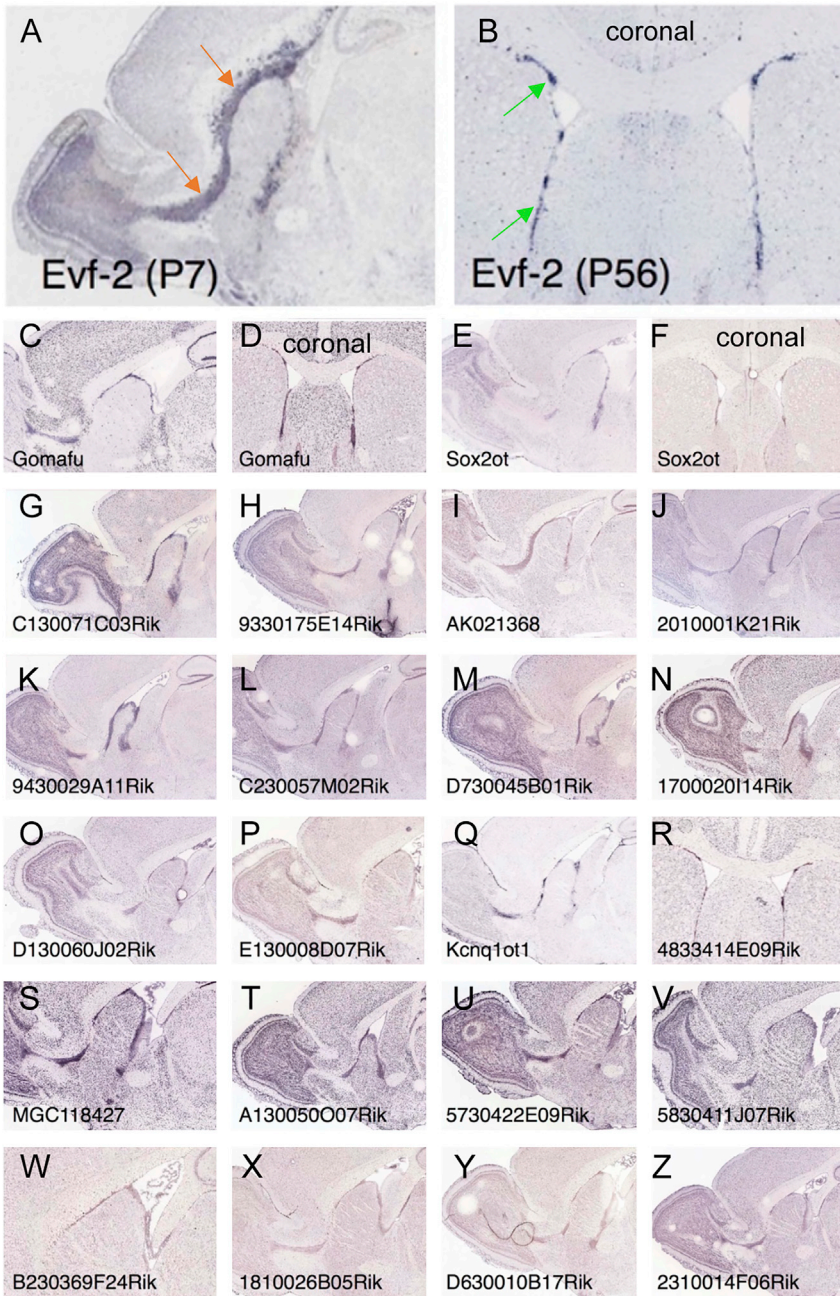 A
B
coronal
Evf-2 (P7)
Evf-2 (P56)
C
D
coronal
E
F
coronal
Gomafu
Gomafu
Sox2ot
Sox2ot
G
H
I
J
C130071C03Rik
9330175E14Rik
AK021368
2010001K21Rik
K
L
M
N
9430029A11Rik
C230057M02Rik
D730045B01Rik
1700020I14Rik
O
P
Q
R
D130060J02Rik
E130008D07Rik
Kcnq1ot1
4833414E09Rik
S
T
U
V
MGC118427
A130050O07Rik
5730422E09Rik
5830411J07Rik
W
X
Y
Z
B230369F24Rik
1810026B05Rik
D630010B17Rik
2310014F06Rik